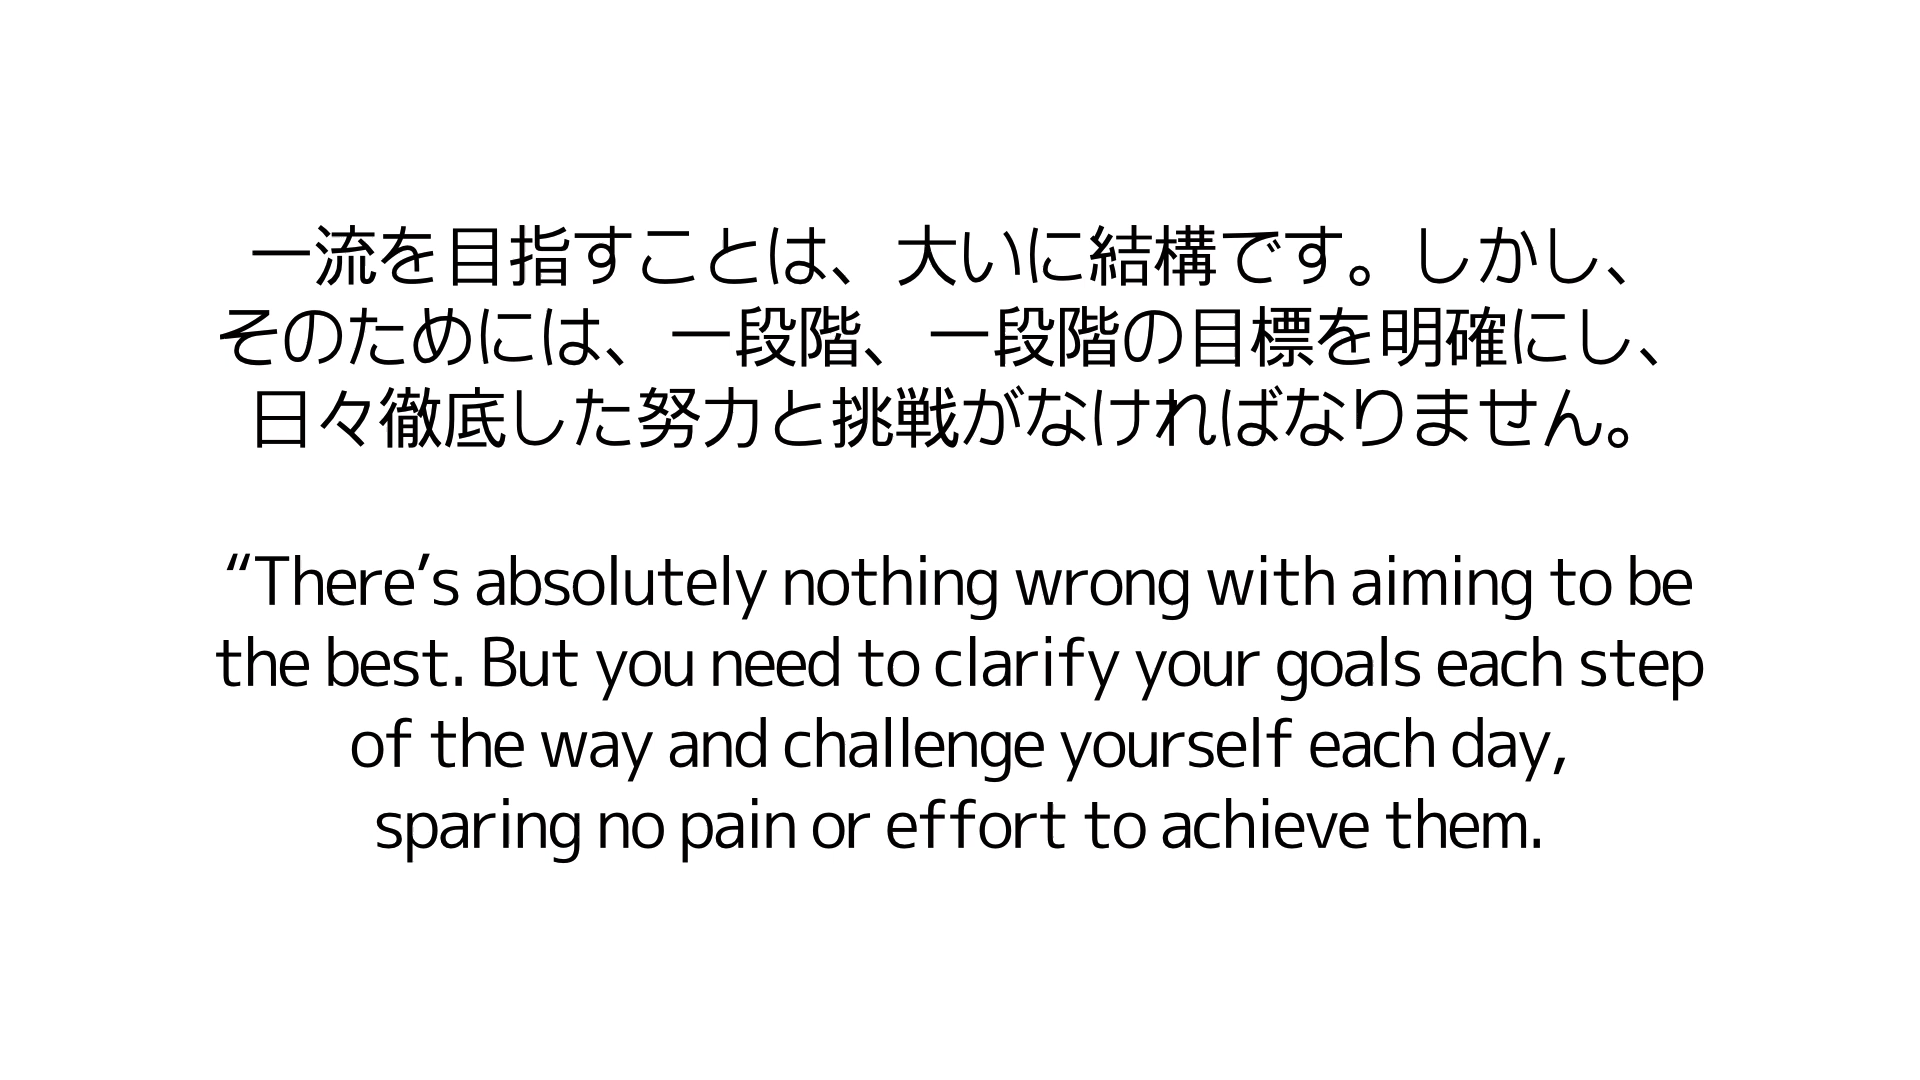 一流を目指すことは、大いに結構です。しかし、
そのためには、一段階、一段階の目標を明確にし、
日々徹底した努力と挑戦がなければなりません。
“There’s absolutely nothing wrong with aiming to be
the best. But you need to clarify your goals each step
of the way and challenge yourself each day,
sparing no pain or effort to achieve them.